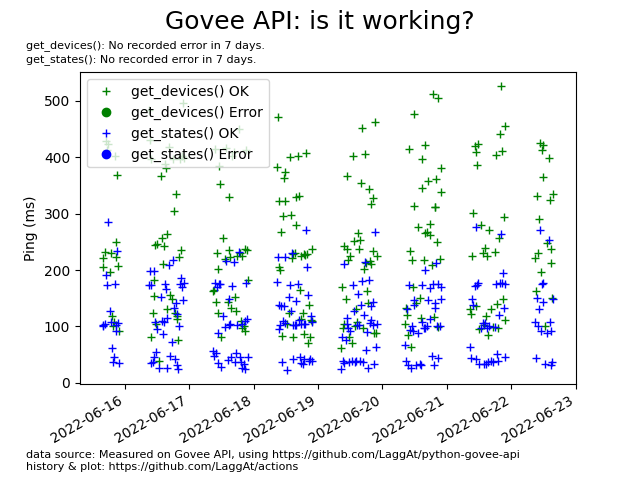 Govee API: is it working?
get_devices(): No recorded error in 7 days.
get_states(): No recorded error in 7 days.
get_devices() OK
get_devices() Error
get_states() OK
get_states() Error
Ping (ms)
500
400
300
200
100
0
2022-06-16
2022-06-17
2022-06-18
2022-06-19
2022-06-20
2022-06-21
2022-06-22
2022-06-23
data source: Measured on Govee API, using https://github.com/LaggAt/python-govee-api
history & plot: https://github.com/LaggAt/actions